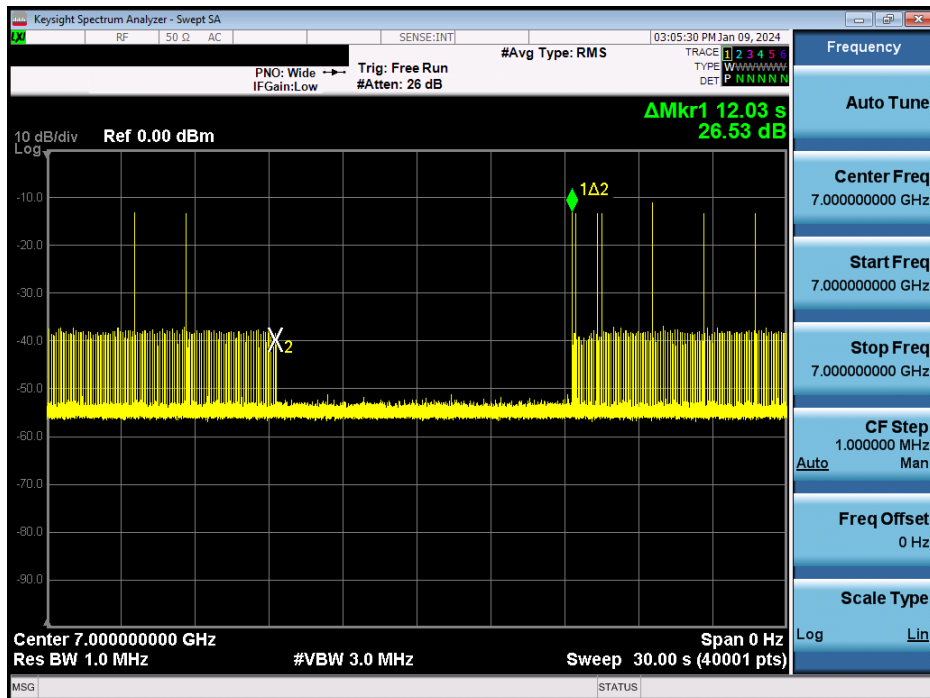 Keysight Spectrum Analyzer - Swept SA
LXI RF 50 Ω AC SENSE:INT 03:05:30 PM Jan 09, 2024
PNO: Wide
IFGain:Low
Trig: Free Run
#Atten: 26 dB
#Avg Type: RMS
TRACE 1 2 3 4 5 6
TYPE WWWWWW
DET P N N N N N
ΔMkr1 12.03 s
26.53 dB
10 dB/div Ref 0.00 dBm
Log
1Δ2
-10.0
-20.0
-30.0
-40.0
X2
-50.0
-60.0
-70.0
-80.0
-90.0
Center 7.000000000 GHz Span 0 Hz
Res BW 1.0 MHz #VBW 3.0 MHz Sweep 30.00 s (40001 pts)
MSG STATUS
Frequency
Auto Tune
Center Freq
7.000000000 GHz
Start Freq
7.000000000 GHz
Stop Freq
7.000000000 GHz
CF Step
1.000000 MHz
Auto Man
Freq Offset
0 Hz
Scale Type
Log Lin